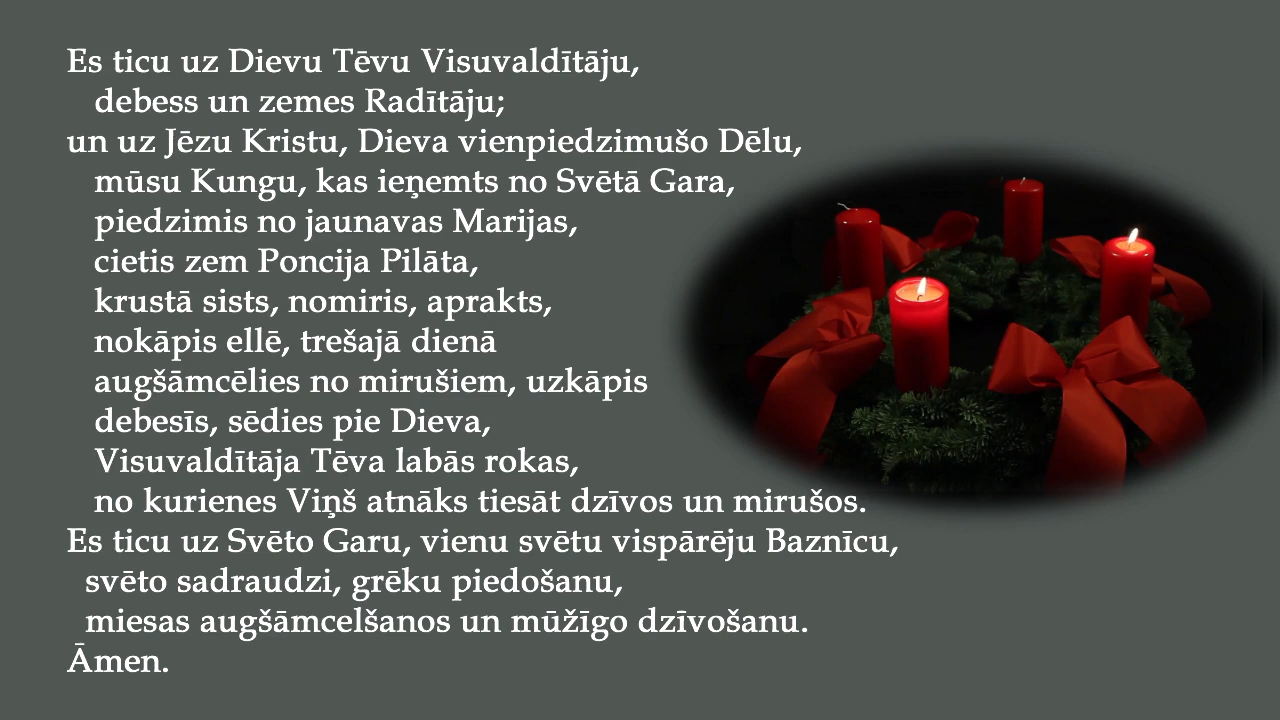 Es ticu uz Dievu Tēvu Visuvaldītāju,
debess un zemes Radītāju;
un uz Jēzu Kristu, Dieva vienpiedzimušo Dēlu,
mūsu Kungu, kas ieņemts no Svētā Gara,
piedzimis no jaunavas Marijas,
cietis zem Poncija Pilāta,
krustā sists, nomiris, aprakts,
nokāpis ellē, trešajā dienā
augšāmcēlies no mirušiem, uzkāpis
debesīs, sēdies pie Dieva,
Visuvaldītāja Tēva labās rokas,
no kurienes Viņš atnāks tiesāt dzīvos un mirušos.
Es ticu uz Svēto Garu, vienu svētu vispārēju Baznīcu,
svēto sadraudzi, grēku piedošanu,
miesas augšāmcelšanos un mūžīgo dzīvošanu.
Āmen.